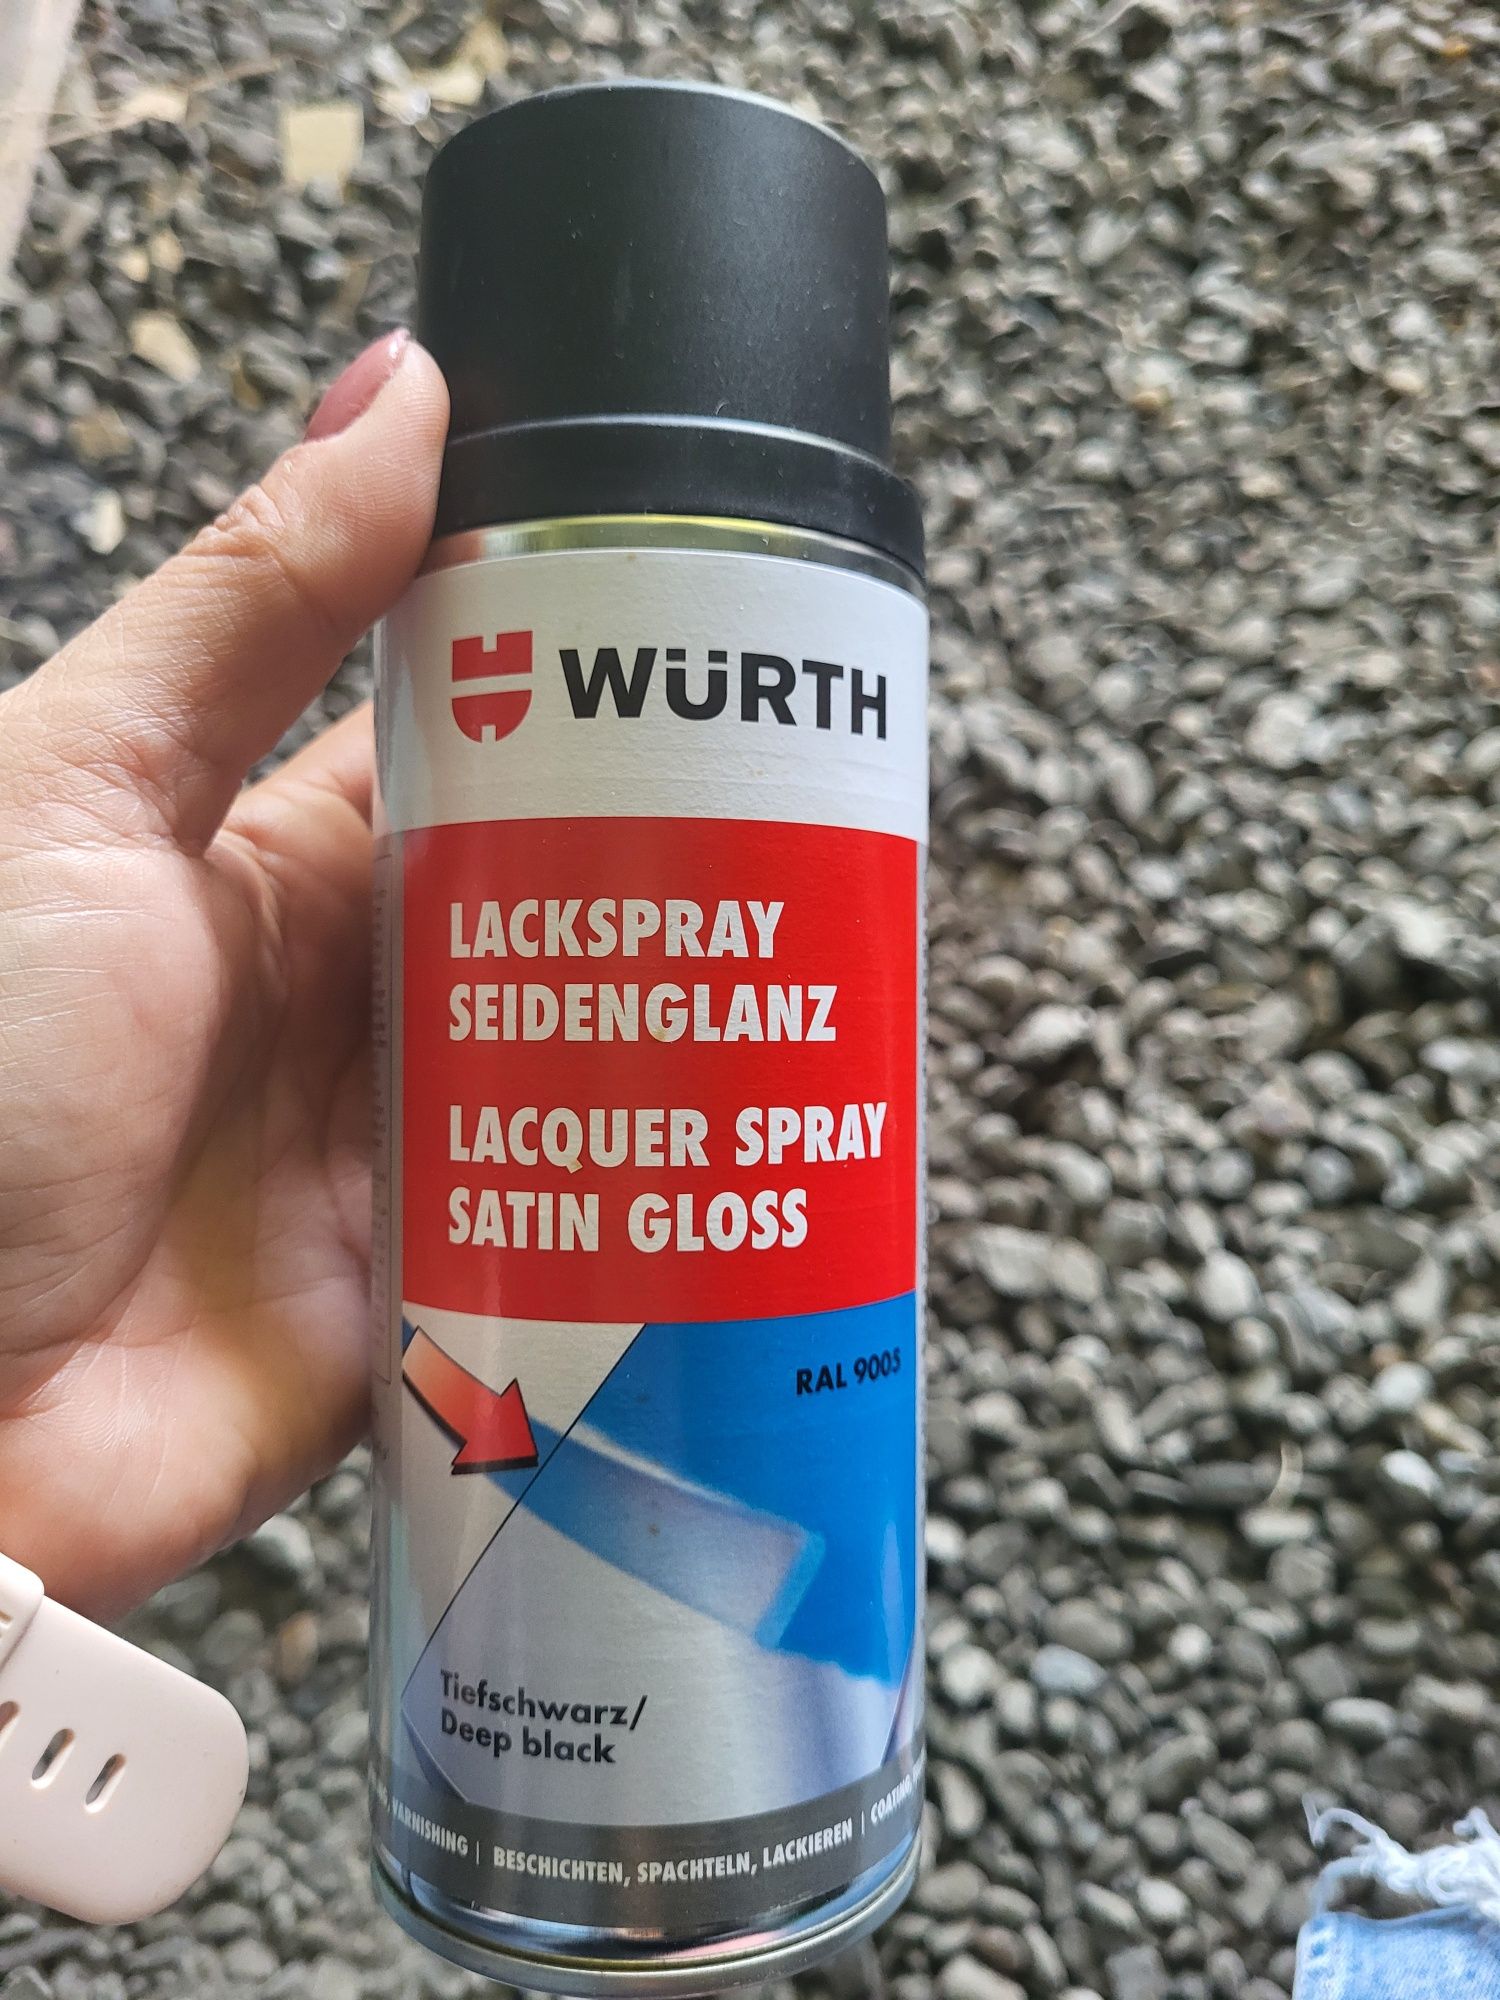 WÜRTH
LACKSPRAY
SEIDENGLANZ
LACQUER SPRAY
SATIN GLOSS
RAL 9005
Tiefschwarz/
Deep black
VARNISHING | BESCHICHTEN, SPACHTELN, LACKIEREN | COATING,